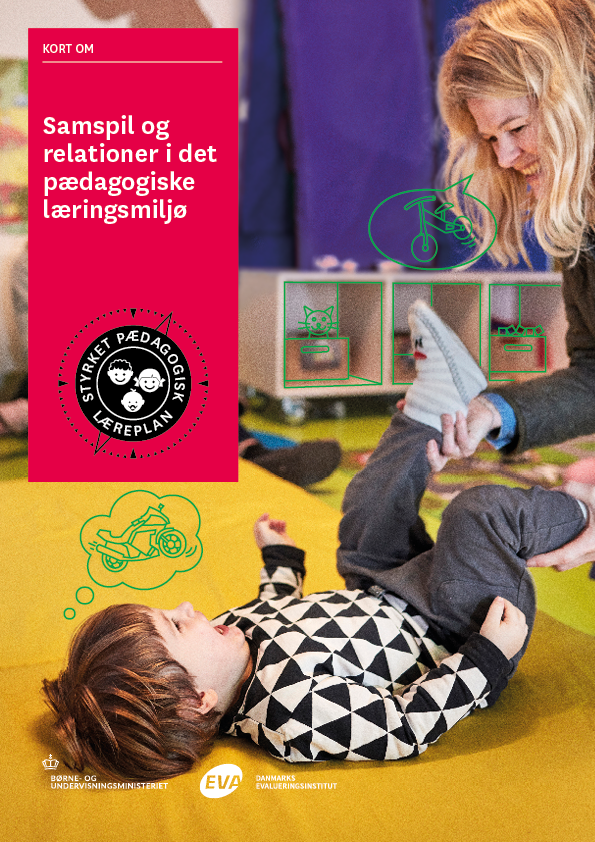 KORT OM
Samspil og
relationer i det
pædagogiske
læringsmiljø
STYRKET PÆDAGOGISK
LÆREPLAN
BØRNE- OG
UNDERVISNINGSMINISTERIET
EVA
DANMARKS
EVALUERINGSINSTITUT